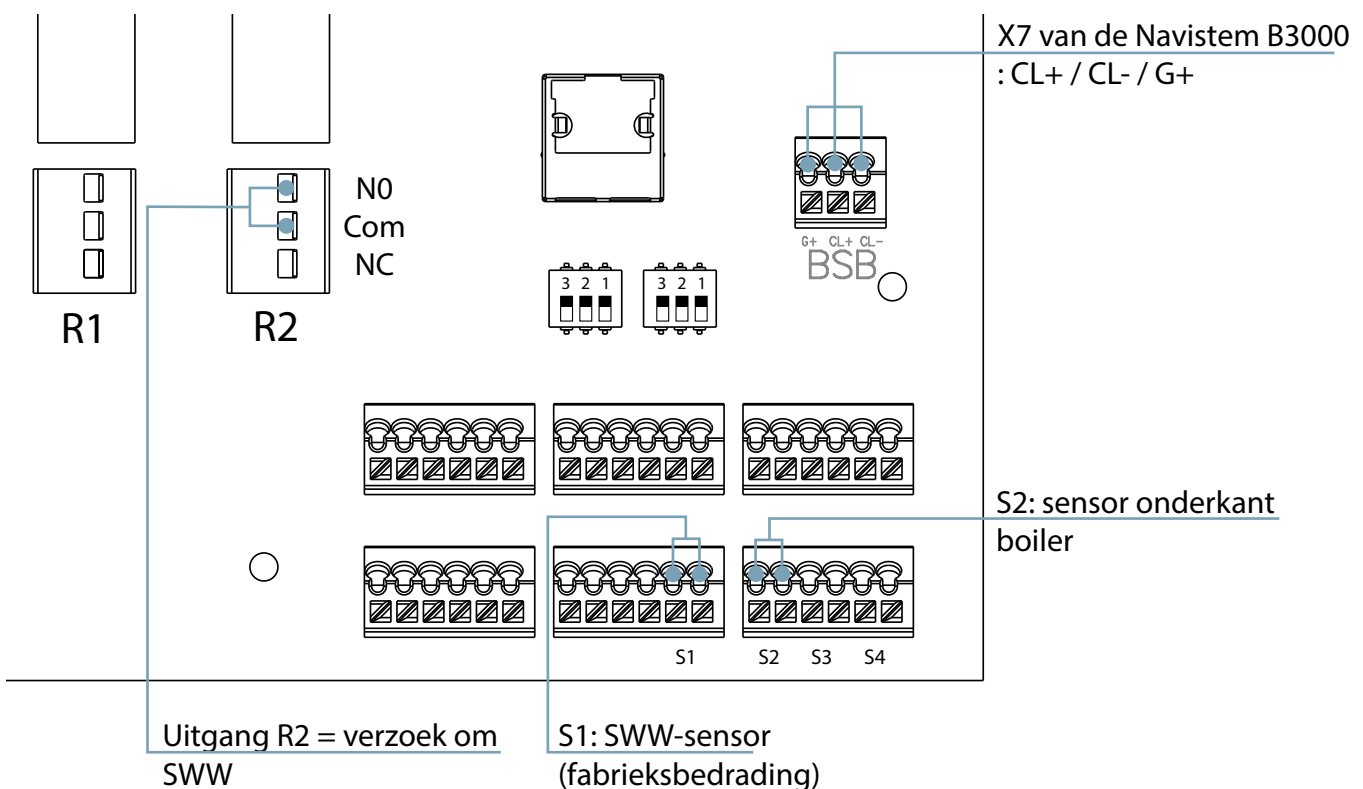 X7 van de Navistem B3000
: CL+ / CL- / G+
N0
Com
NC
R1
R2
G+ CL+ CL-
BSB
3 2 1
3 2 1
S2: sensor onderkant
boiler
S1
S2 S3 S4
Uitgang R2 = verzoek om
SWW
S1: SWW-sensor
(fabrieksbedrading)